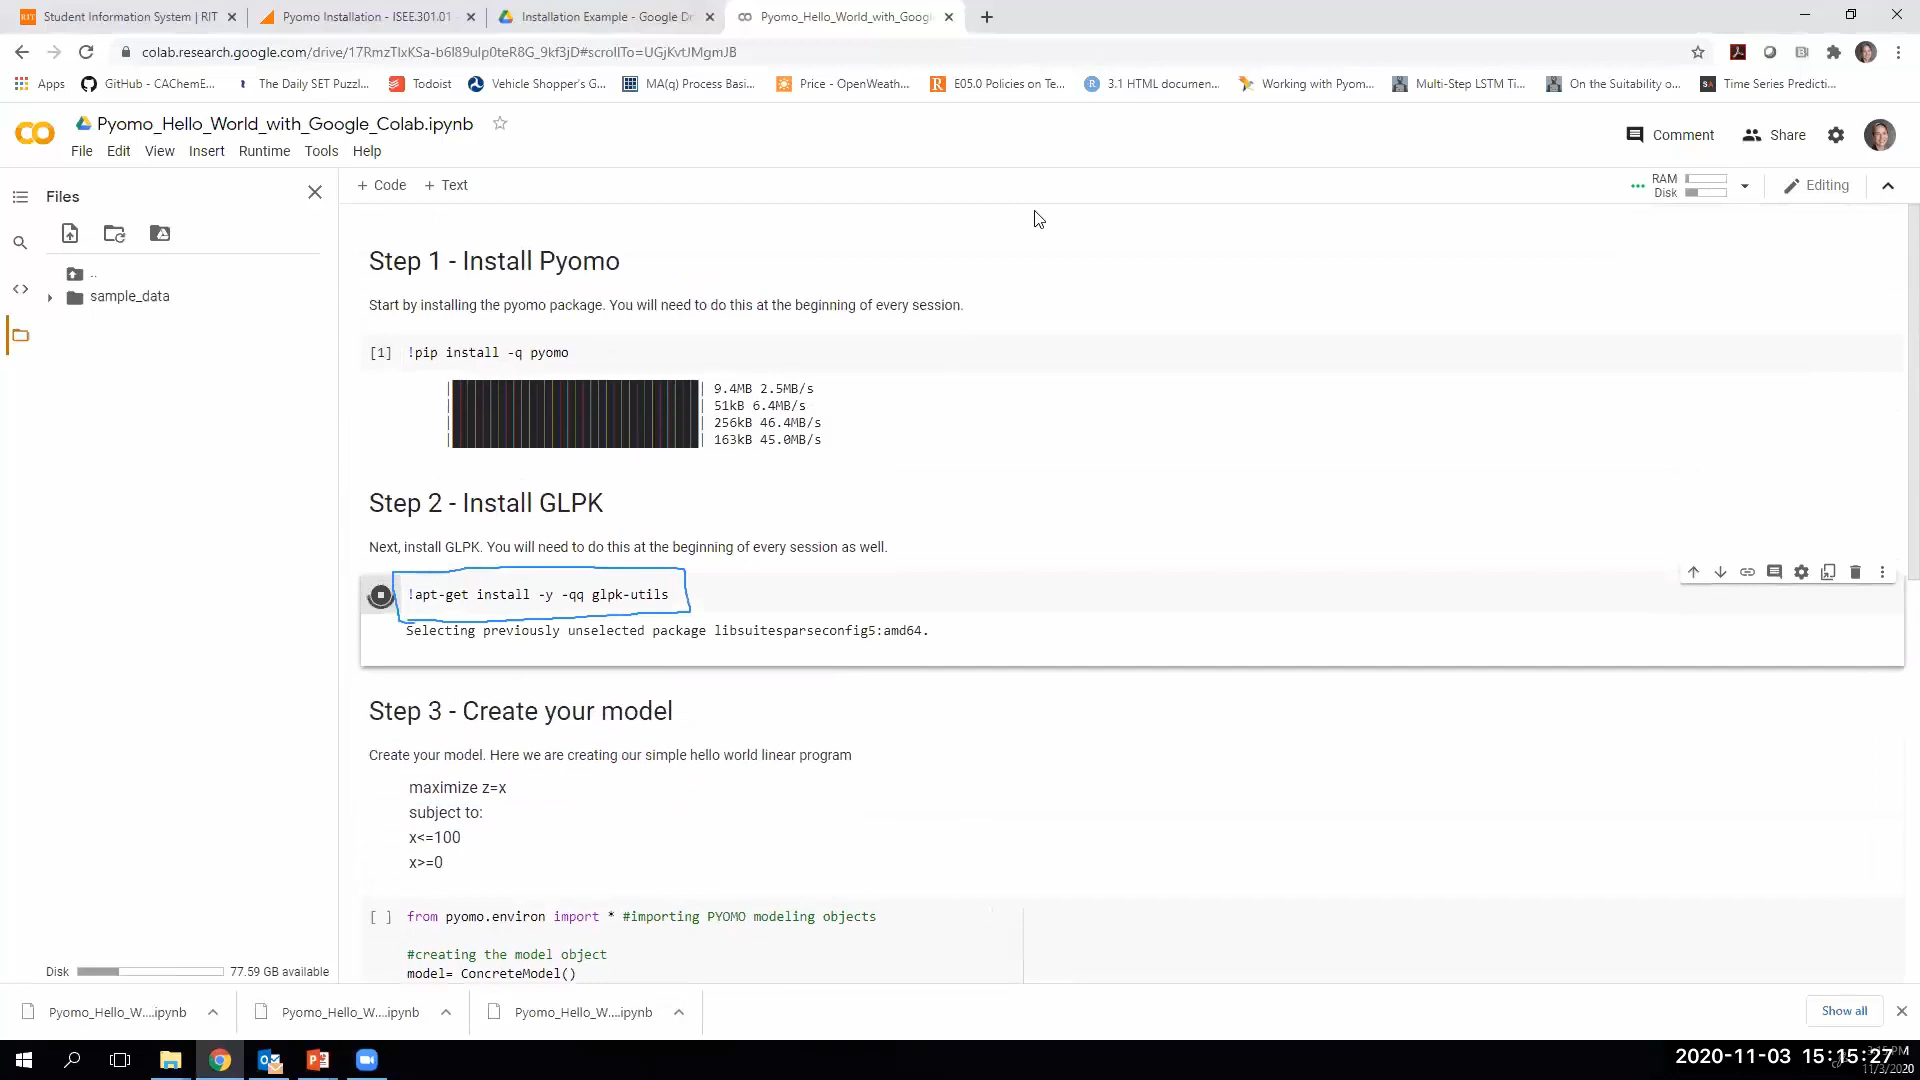 Student Information System | RIT
Pyomo Installation - ISEE.301.01
Installation Example - Google Dr
Pyomo_Hello_World_with_Google
colab.research.google.com/drive/17RmzTlxKSa-b6l89ulp0teR8G_9kf3jD#scrollTo=UGjKvtJMgmJB
Apps
GitHub - CAChemE...
The Daily SET Puzzl...
Todoist
Vehicle Shopper's G...
MA(q) Process Basi...
Price - OpenWeath...
E05.0 Policies on Te...
3.1 HTML documen...
Working with Pyom...
Multi-Step LSTM Ti...
On the Suitability o...
Time Series Predicti...
Pyomo_Hello_World_with_Google_Colab.ipynb
Comment
Share
File Edit View Insert Runtime Tools Help
Files
+ Code + Text
RAM
Disk
Editing
..
sample_data
Step 1 - Install Pyomo
Start by installing the pyomo package. You will need to do this at the beginning of every session.
[1] !pip install -q pyomo
9.4MB 2.5MB/s
51kB 6.4MB/s
256kB 46.4MB/s
163kB 45.0MB/s
Step 2 - Install GLPK
Next, install GLPK. You will need to do this at the beginning of every session as well.
!apt-get install -y -qq glpk-utils
Selecting previously unselected package libsuitesparseconfig5:amd64.
Step 3 - Create your model
Create your model. Here we are creating our simple hello world linear program
maximize z=x
subject to:
x<=100
x>=0
[ ] from pyomo.environ import * #importing PYOMO modeling objects
#creating the model object
model= ConcreteModel()
Disk 77.59 GB available
Pyomo_Hello_W....ipynb
Pyomo_Hello_W....ipynb
Pyomo_Hello_W....ipynb
Show all
2020-11-03 15:15:27
11/3/2020